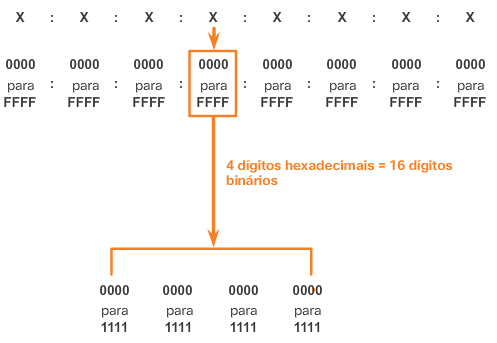 X : X : X : X : X : X : X : X
0000 0000 0000 0000 0000 0000 0000 0000
para : para : para : para : para : para : para : para
FFFF FFFF FFFF FFFF FFFF FFFF FFFF FFFF
4 dígitos hexadecimais = 16 dígitos
binários
0000 0000 0000 0000
para para para para
1111 1111 1111 1111